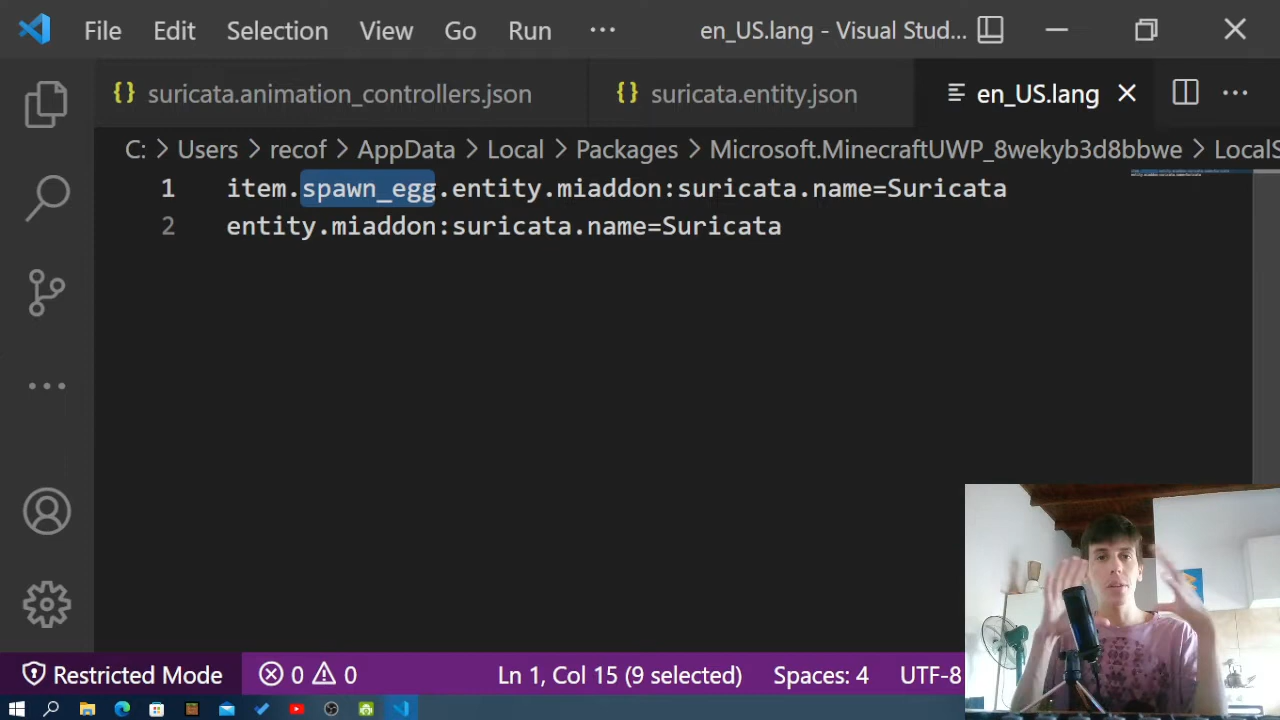 File Edit Selection View Go Run ··· en_US.lang - Visual Stud...
{} suricata.animation_controllers.json {} suricata.entity.json en_US.lang
C: > Users > recof > AppData > Local > Packages > Microsoft.MinecraftUWP_8wekyb3d8bbwe > LocalS
1 item.spawn_egg.entity.miaddon:suricata.name=Suricata
2 entity.miaddon:suricata.name=Suricata
Restricted Mode 0 0 Ln 1, Col 15 (9 selected) Spaces: 4 UTF-8